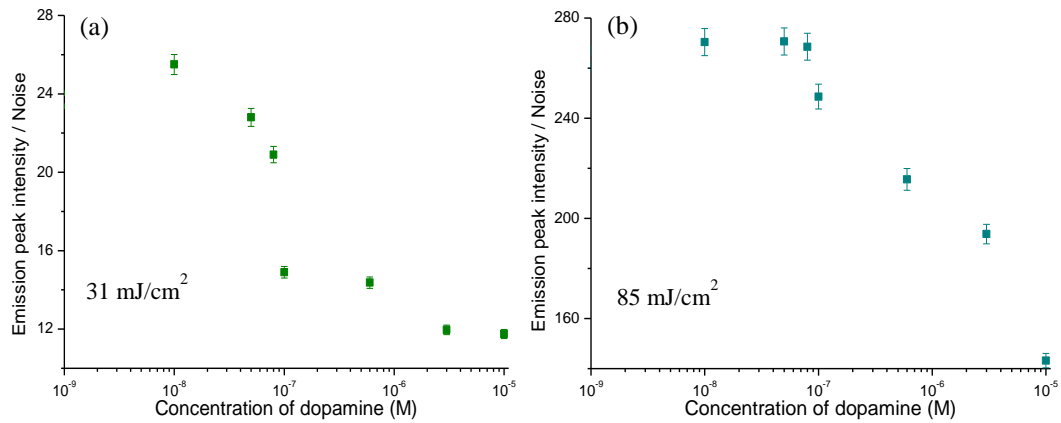 (a)
Emission peak intensity / Noise
28
24
20
16
12
31 mJ/cm²
10⁻⁹ 10⁻⁸ 10⁻⁷ 10⁻⁶ 10⁻⁵
Concentration of dopamine (M)
(b)
Emission peak intensity / Noise
280
240
200
160
85 mJ/cm²
10⁻⁹ 10⁻⁸ 10⁻⁷ 10⁻⁶ 10⁻⁵
Concentration of dopamine (M)